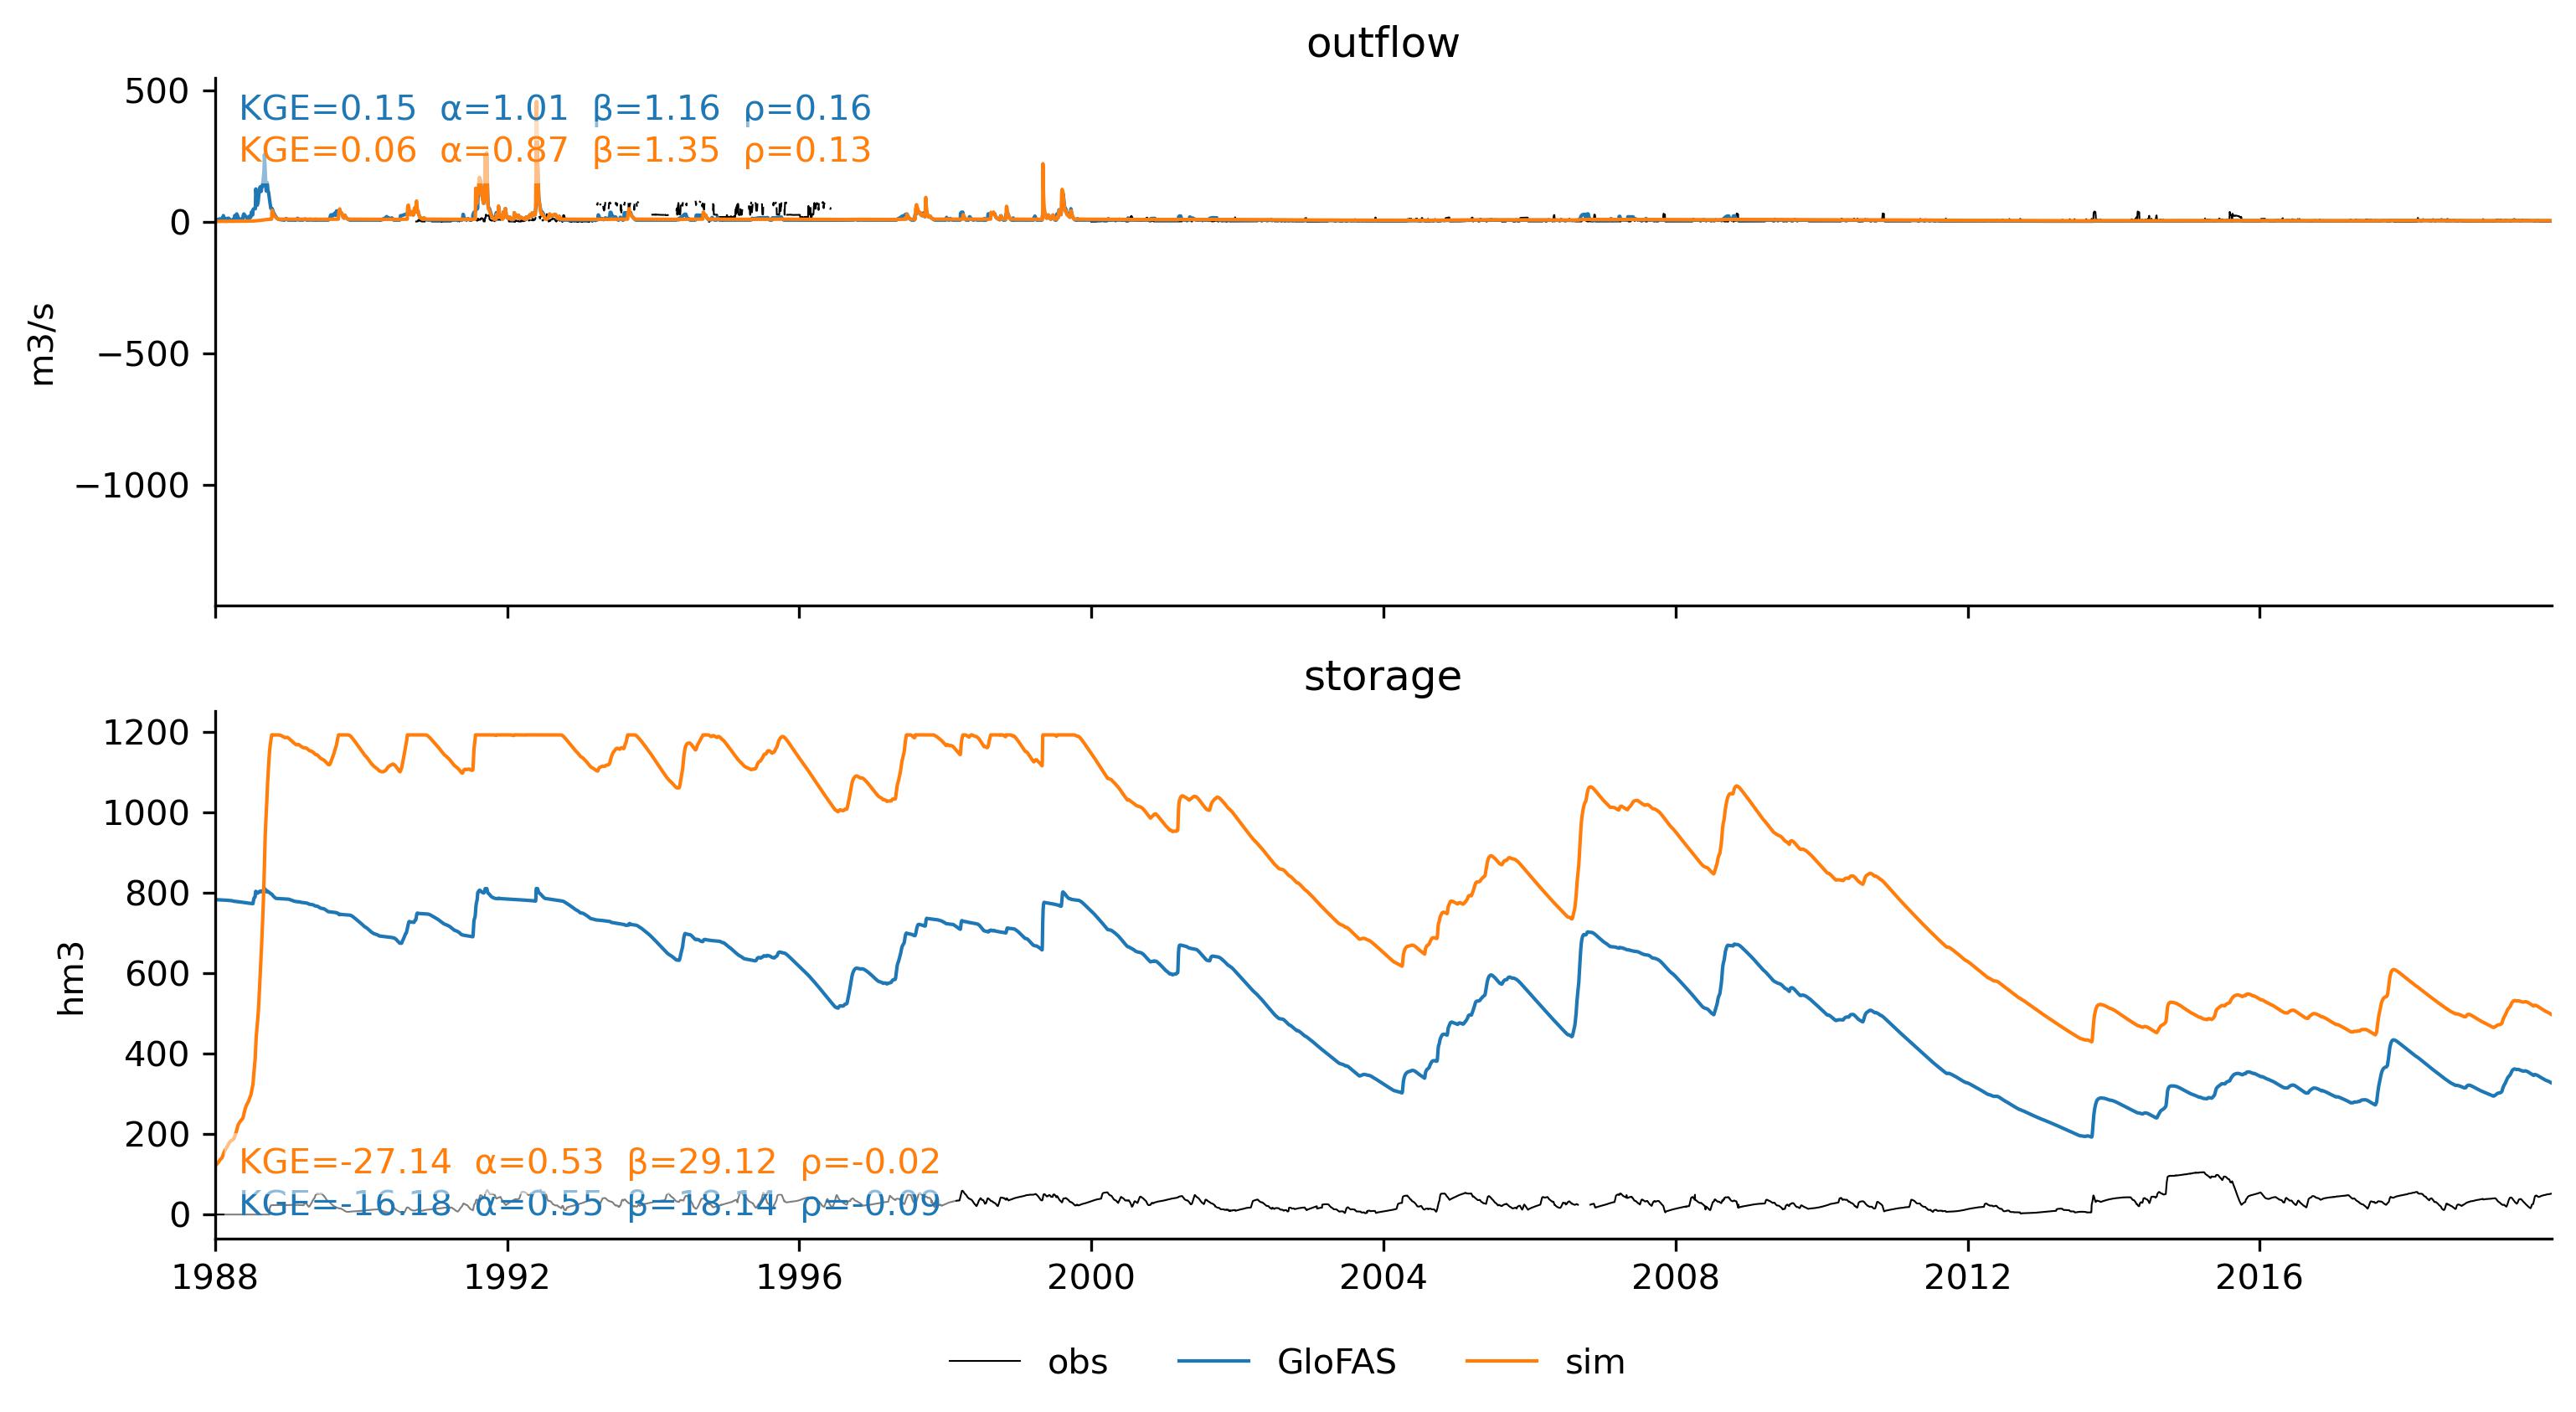 outflow
500
KGE=0.15 α=1.01 β=1.16 ρ=0.16
KGE=0.06 α=0.87 β=1.35 ρ=0.13
0
m3/s
−500
−1000
storage
1200
1000
800
600
hm3
400
200
KGE=-27.14 α=0.53 β=29.12 ρ=-0.02
KGE=-16.18 α=0.55 β=18.14 ρ=-0.09
0
1988 1992 1996 2000 2004 2008 2012 2016
obs GloFAS sim